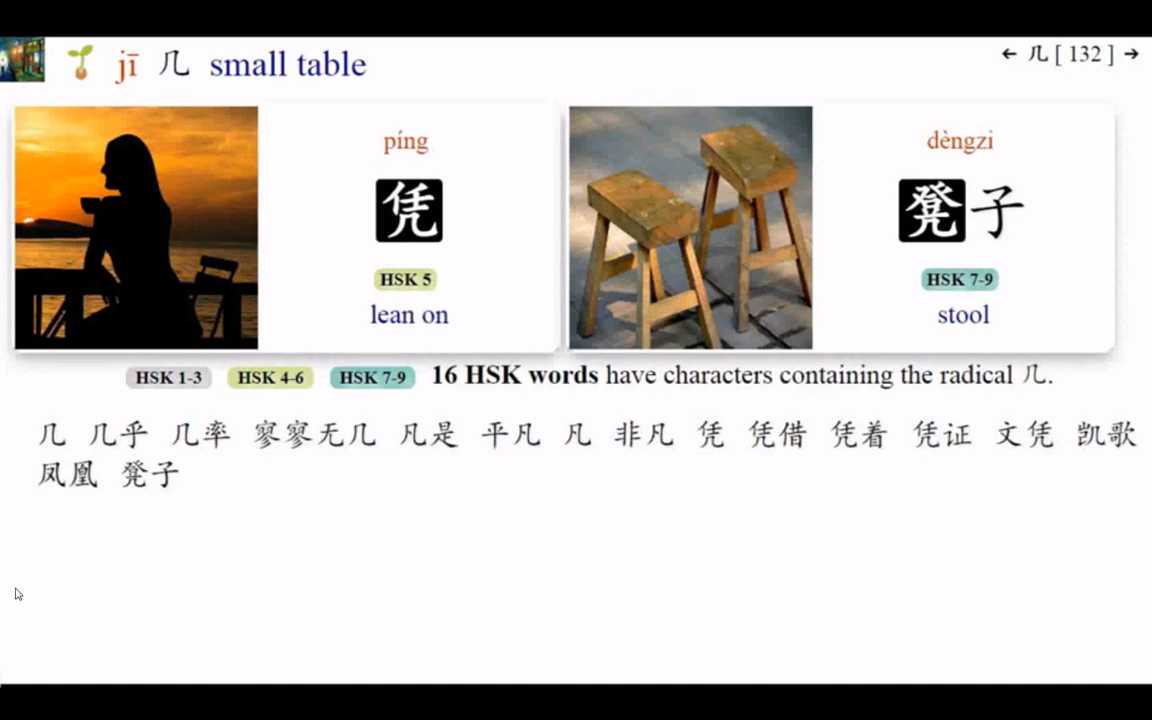 jī 几 small table
← 几 [ 132 ] →
píng
凭
HSK 5
lean on
dèngzi
凳子
HSK 7-9
stool
HSK 1-3 HSK 4-6 HSK 7-9 16 HSK words have characters containing the radical 几.
几 几乎 几率 寥寥无几 凡是 平凡 凡 非凡 凭 凭借 凭着 凭证 文凭 凯歌
凤凰 凳子